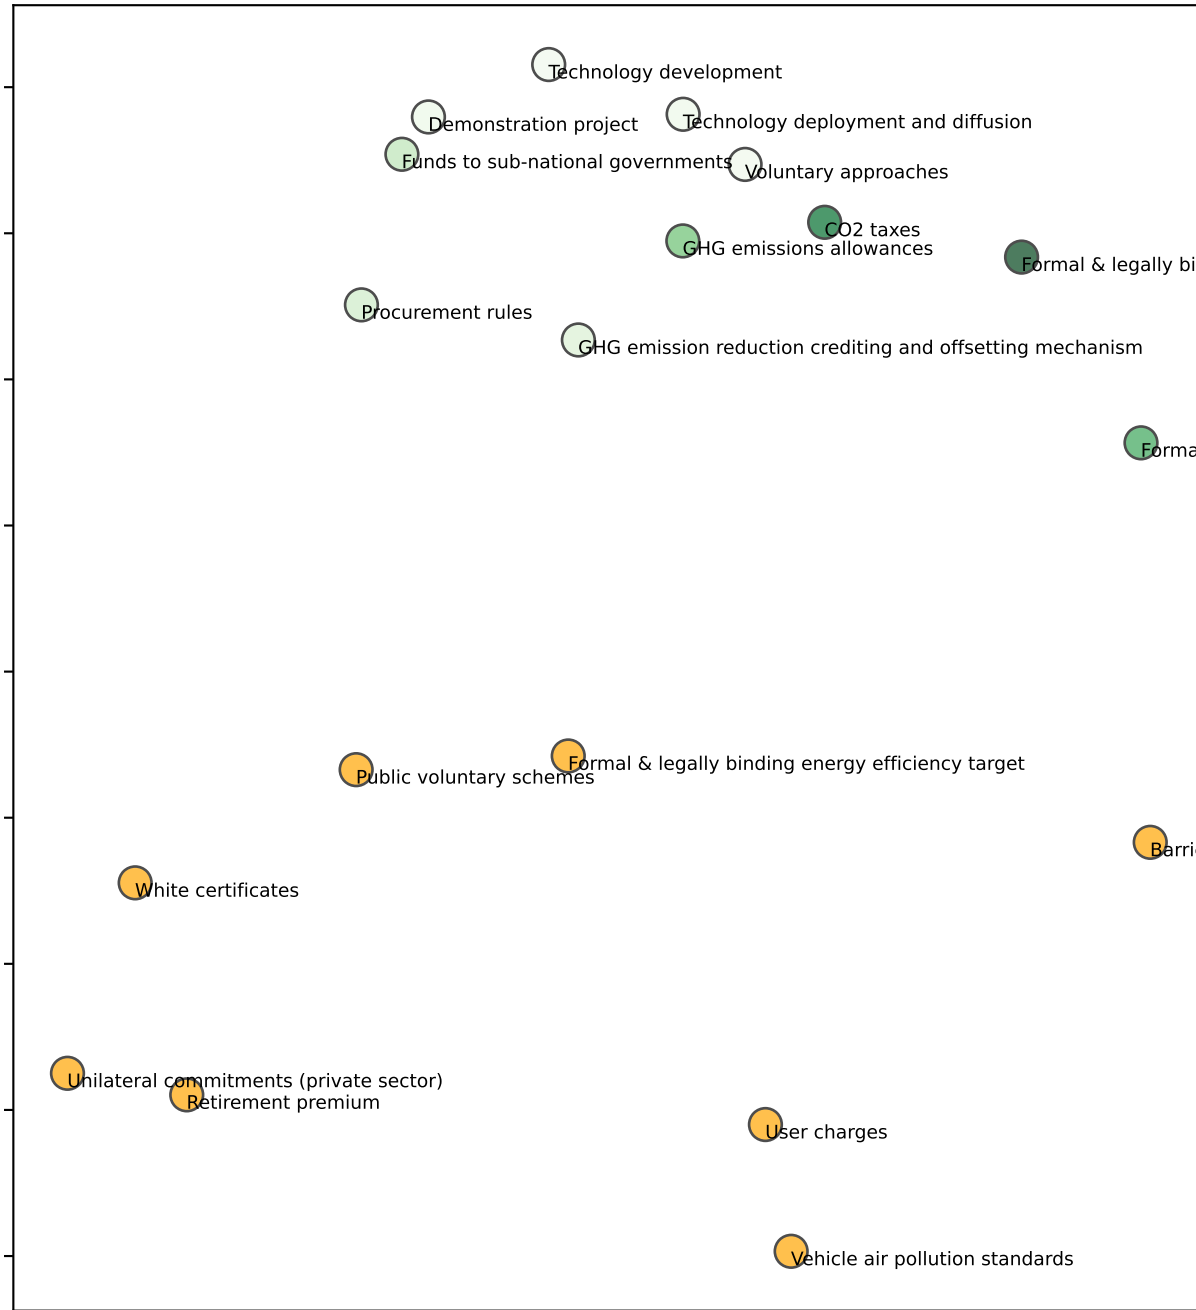 Technology development
Demonstration project
Technology deployment and diffusion
Funds to sub-national governments
Voluntary approaches
CO2 taxes
GHG emissions allowances
Formal & legally bi
Procurement rules
GHG emission reduction crediting and offsetting mechanism
Forma
Formal & legally binding energy efficiency target
Public voluntary schemes
Barri
White certificates
Unilateral commitments (private sector)
Retirement premium
User charges
Vehicle air pollution standards